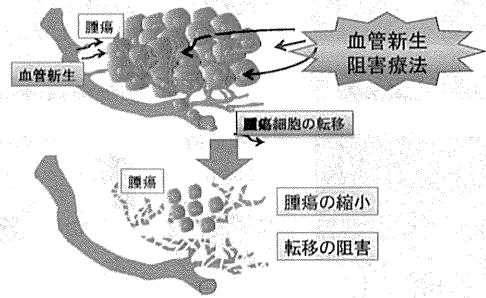 腫瘍
血管新生
阻害療法
血管新生
腫瘍細胞の転移
腫瘍
腫瘍の縮小
転移の阻害